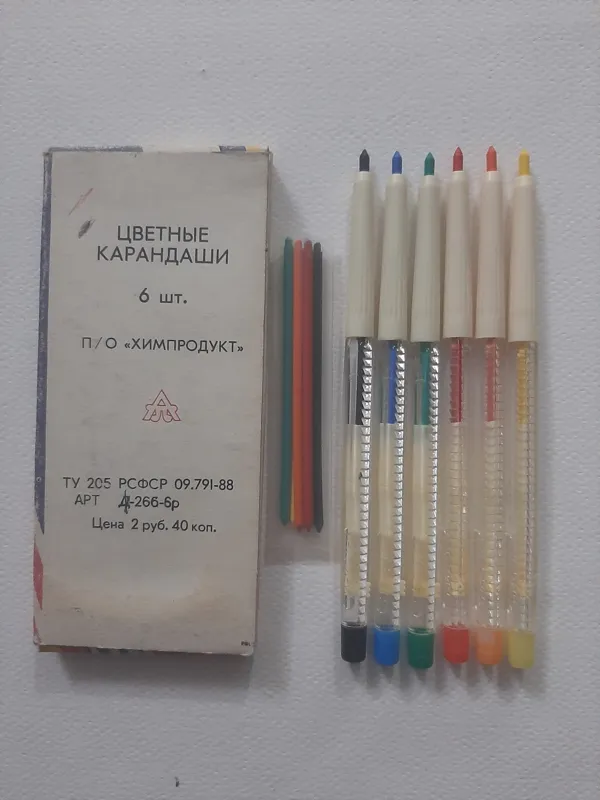 ЦВЕТНЫЕ
КАРАНДАШИ
6 шт.
П/О «ХИМПРОДУКТ»
ТУ 205 РСФСР 09.791-88
АРТ Д-266-6р
Цена 2 руб. 40 коп.